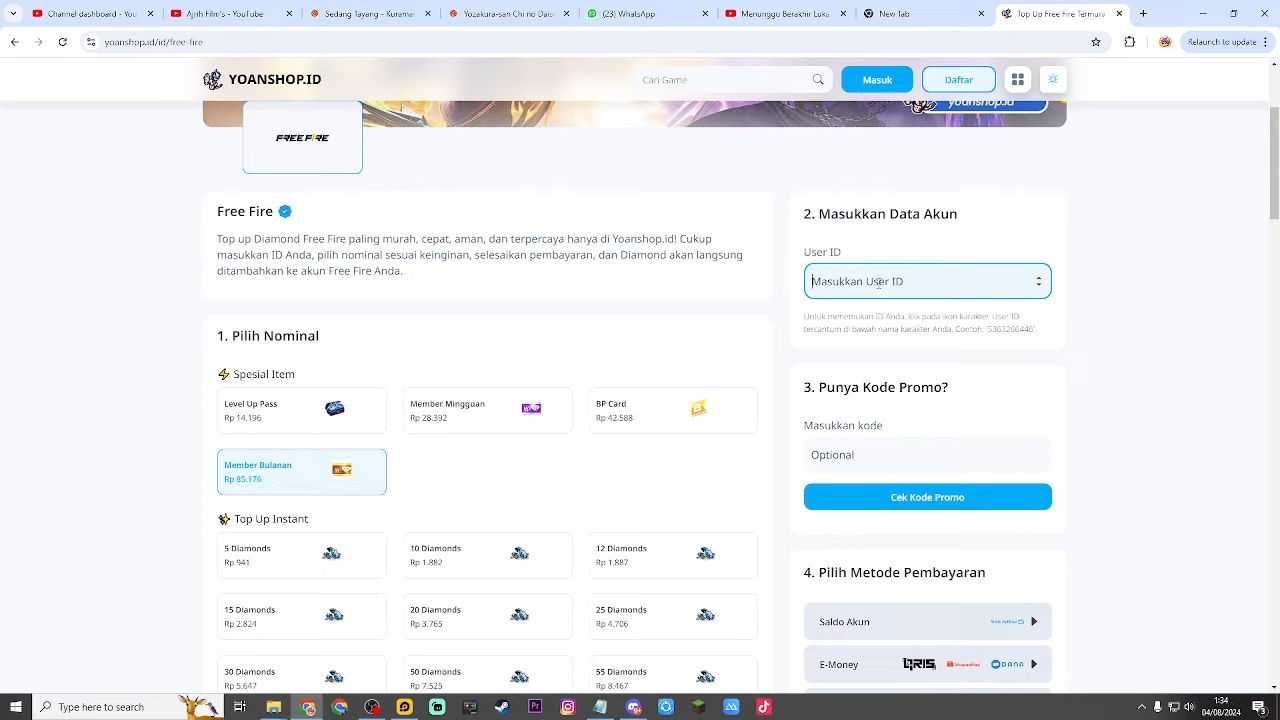 Channel dashboard - You
Ajnii Film's - YouTube
Sedang Tayang
Suara-sari Cho No Data
WhatsApp
Menunggu Berakhir Luka
New Tab
Top Up Free Fire Termura
yoanshop.id/id/free-fire
Relaunch to update
YOANSHOP.ID
Cari Game
Masuk
Daftar
yoanshop.id
FREE FIRE
Free Fire
Top up Diamond Free Fire paling murah, cepat, aman, dan terpercaya hanya di Yoanshop.id! Cukup
masukkan ID Anda, pilih nominal sesuai keinginan, selesaikan pembayaran, dan Diamond akan langsung
ditambahkan ke akun Free Fire Anda.
1. Pilih Nominal
Spesial Item
Level Up Pass
Rp 14.196
Member Mingguan
Rp 28.392
BP Card
Rp 42.588
Member Bulanan
Rp 85.176
Top Up Instant
5 Diamonds
Rp 941
10 Diamonds
Rp 1.882
12 Diamonds
Rp 1.887
15 Diamonds
Rp 2.824
20 Diamonds
Rp 3.765
25 Diamonds
Rp 4.706
30 Diamonds
Rp 5.647
50 Diamonds
Rp 7.525
55 Diamonds
Rp 8.467
2. Masukkan Data Akun
User ID
Masukkan User ID
Untuk menemukan ID Anda, klik pada ikon karakter. User ID
tercantum di bawah nama karakter Anda. Contoh: '5363266446'.
3. Punya Kode Promo?
Masukkan kode
Optional
Cek Kode Promo
4. Pilih Metode Pembayaran
Saldo Akun
E-Money
QRIS
ShopeePay
DANA
Type here to search
1:34
04/08/2024